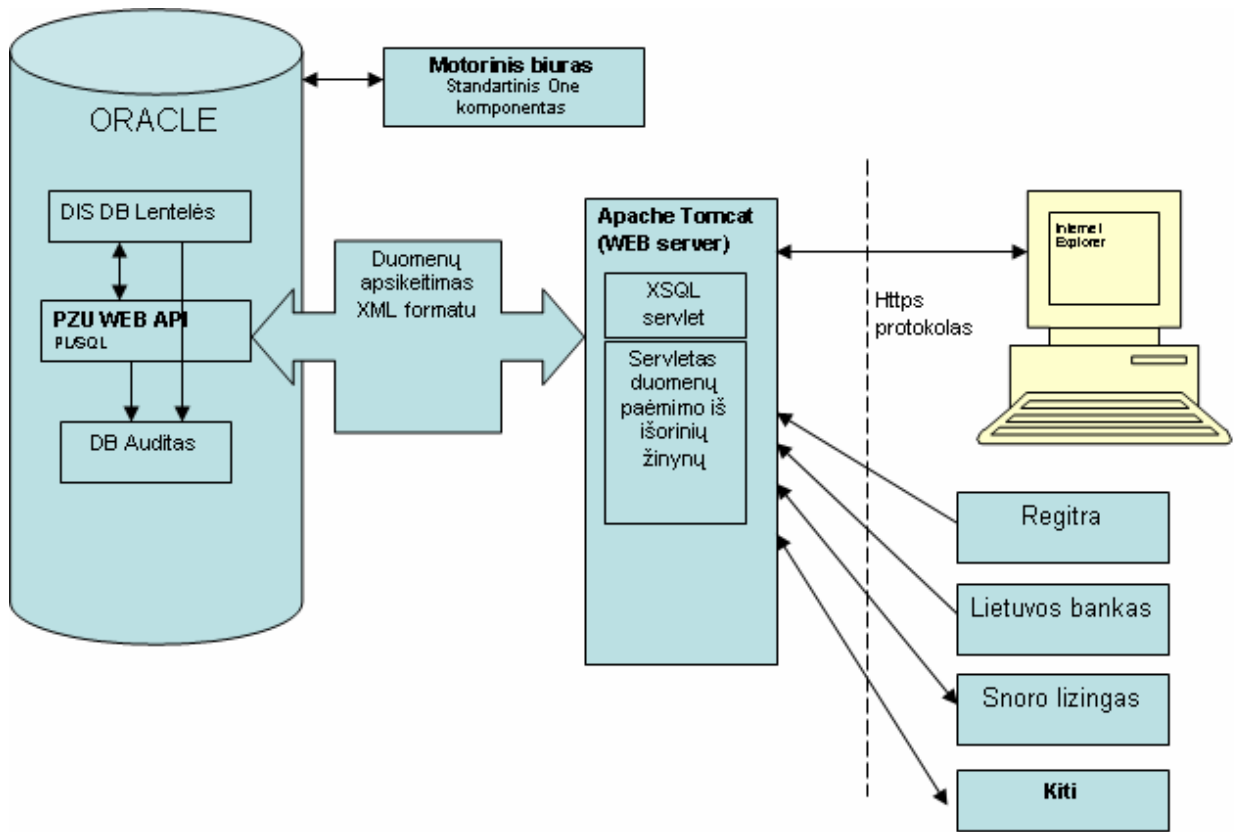 Motorinis biuras
Standartinis One
komponentas
ORACLE
DIS DB Lentelės
PZU WEB API
PL/SQL
DB Auditas
Duomenų
apsikeitimas
XML formatu
Apache Tomcat
(WEB server)
XSQL
servlet
Servletas
duomenų
paėmimo iš
išorinių
žinynų
Https
protokolas
Internel
Explorer
Regitra
Lietuvos bankas
Snoro lizingas
Kiti